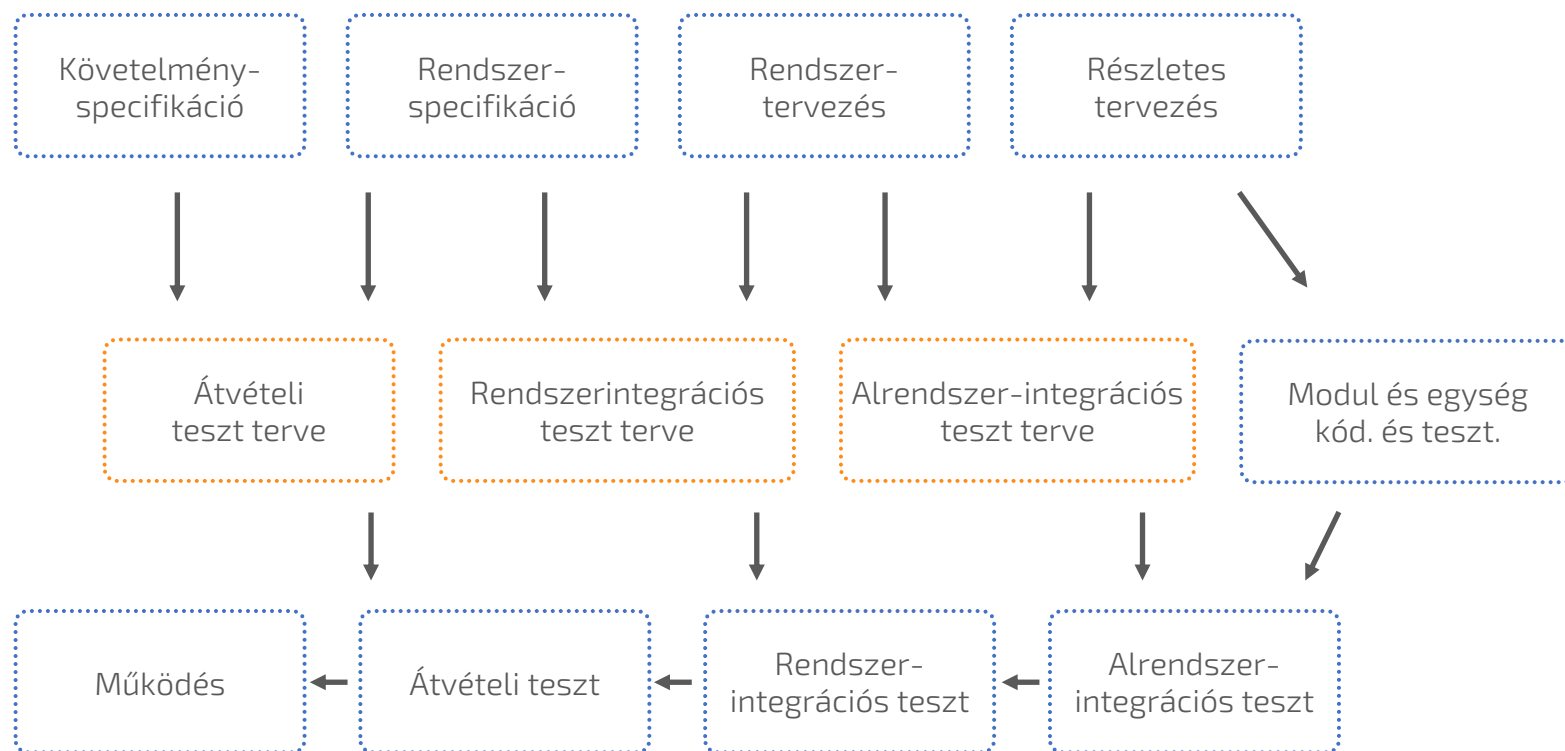 Követelmény-
specifikáció
Rendszer-
specifikáció
Rendszer-
tervezés
Részletes
tervezés
Átvételi
teszt terve
Rendszerintegrációs
teszt terve
Alrendszer-integrációs
teszt terve
Modul és egység
kód. és teszt.
Működés
Átvételi teszt
Rendszer-
integrációs teszt
Alrendszer-
integrációs teszt